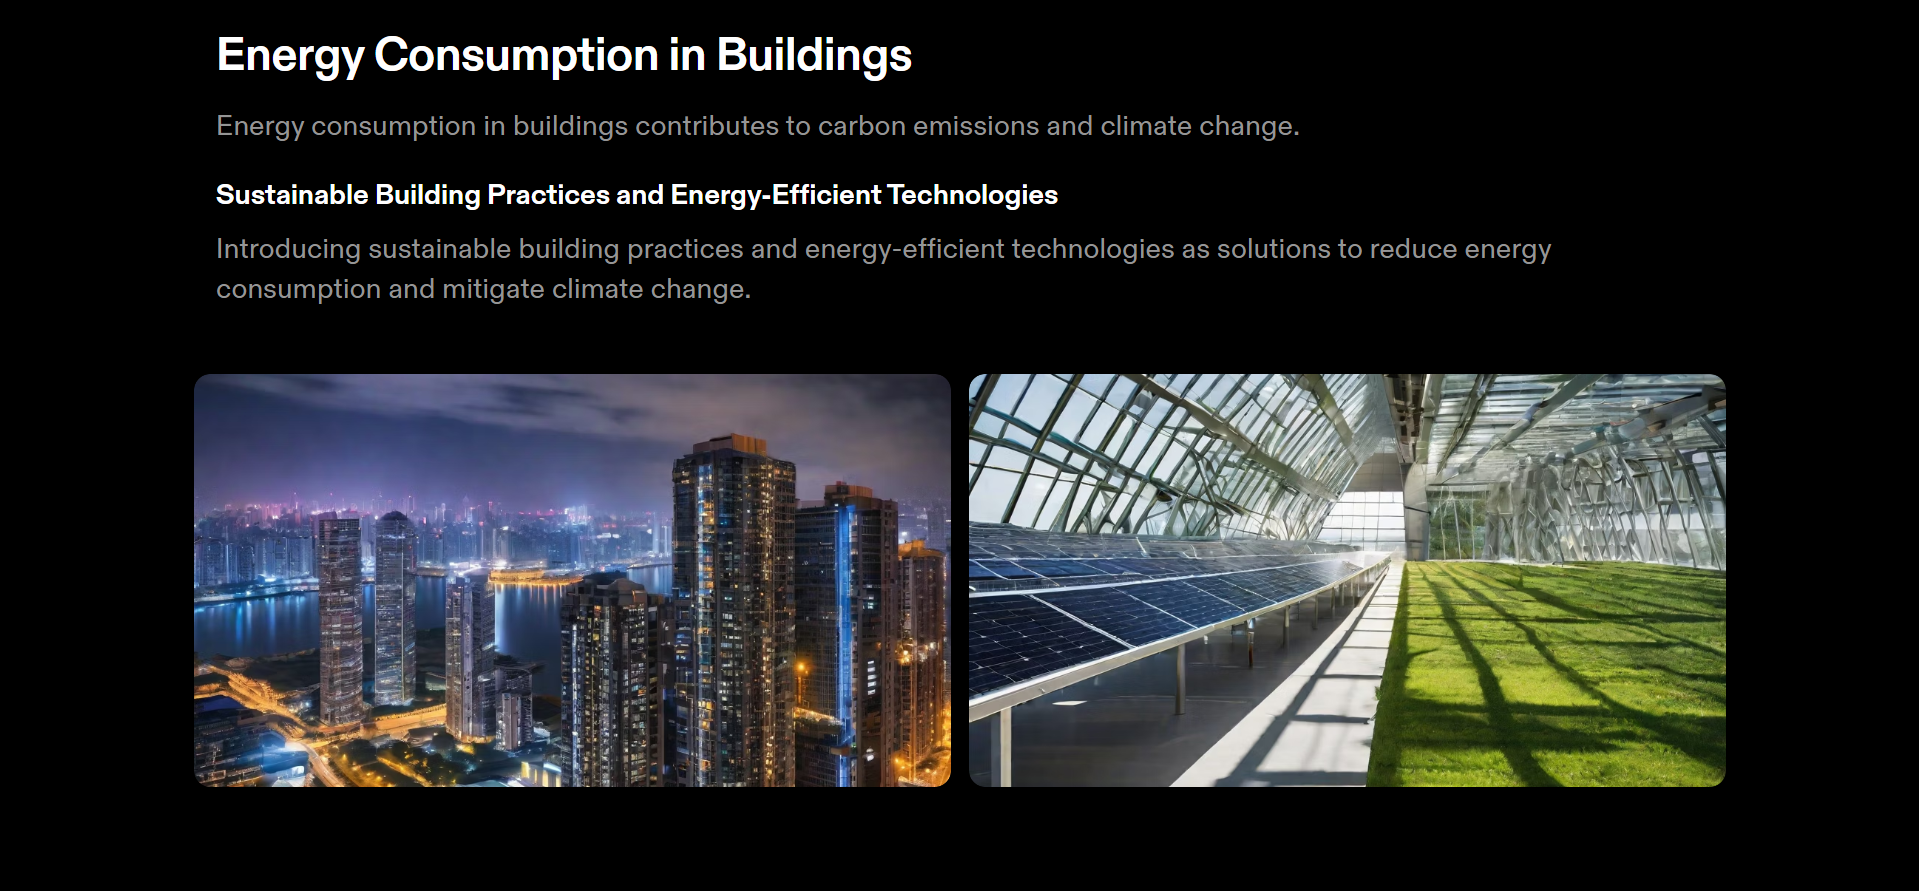 Energy Consumption in Buildings
Energy consumption in buildings contributes to carbon emissions and climate change.
Sustainable Building Practices and Energy-Efficient Technologies
Introducing sustainable building practices and energy-efficient technologies as solutions to reduce energy
consumption and mitigate climate change.